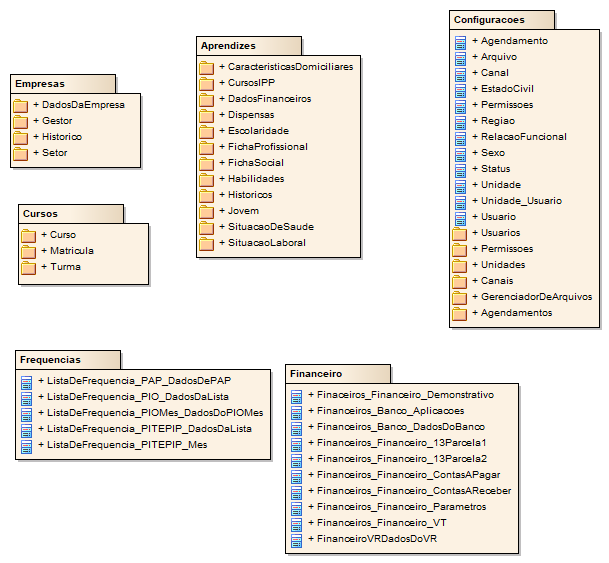 Empresas
+ DadosDaEmpresa
+ Gestor
+ Historico
+ Setor
Aprendizes
+ CaracteristicasDomiciliares
+ CursosIPP
+ DadosFinanceiros
+ Dispensas
+ Escolaridade
+ FichaProfissional
+ FichaSocial
+ Habilidades
+ Historicos
+ Jovem
+ SituacaoDeSaude
+ SituacaoLaboral
Configuracoes
+ Agendamento
+ Arquivo
+ Canal
+ EstadoCivil
+ Permissoes
+ Regiao
+ RelacaoFuncional
+ Sexo
+ Status
+ Unidade
+ Unidade_Usuario
+ Usuario
+ Usuarios
+ Permissoes
+ Unidades
+ Canais
+ GerenciadorDeArquivos
+ Agendamentos
Cursos
+ Curso
+ Matricula
+ Turma
Frequencias
+ ListaDeFrequencia_PAP_DadosDePAP
+ ListaDeFrequencia_PIO_DadosDaLista
+ ListaDeFrequencia_PIOMes_DadosDoPIOMes
+ ListaDeFrequencia_PITEPIP_DadosDaLista
+ ListaDeFrequencia_PITEPIP_Mes
Financeiro
+ Finaceiros_Financeiro_Demonstrativo
+ Financeiros_Banco_Aplicacoes
+ Financeiros_Banco_DadosDoBanco
+ Financeiros_Financeiro_13Parcela1
+ Financeiros_Financeiro_13Parcela2
+ Financeiros_Financeiro_ContasAPagar
+ Financeiros_Financeiro_ContasAReceber
+ Financeiros_Financeiro_Parametros
+ Financeiros_Financeiro_VT
+ FinanceiroVRDadosDoVR